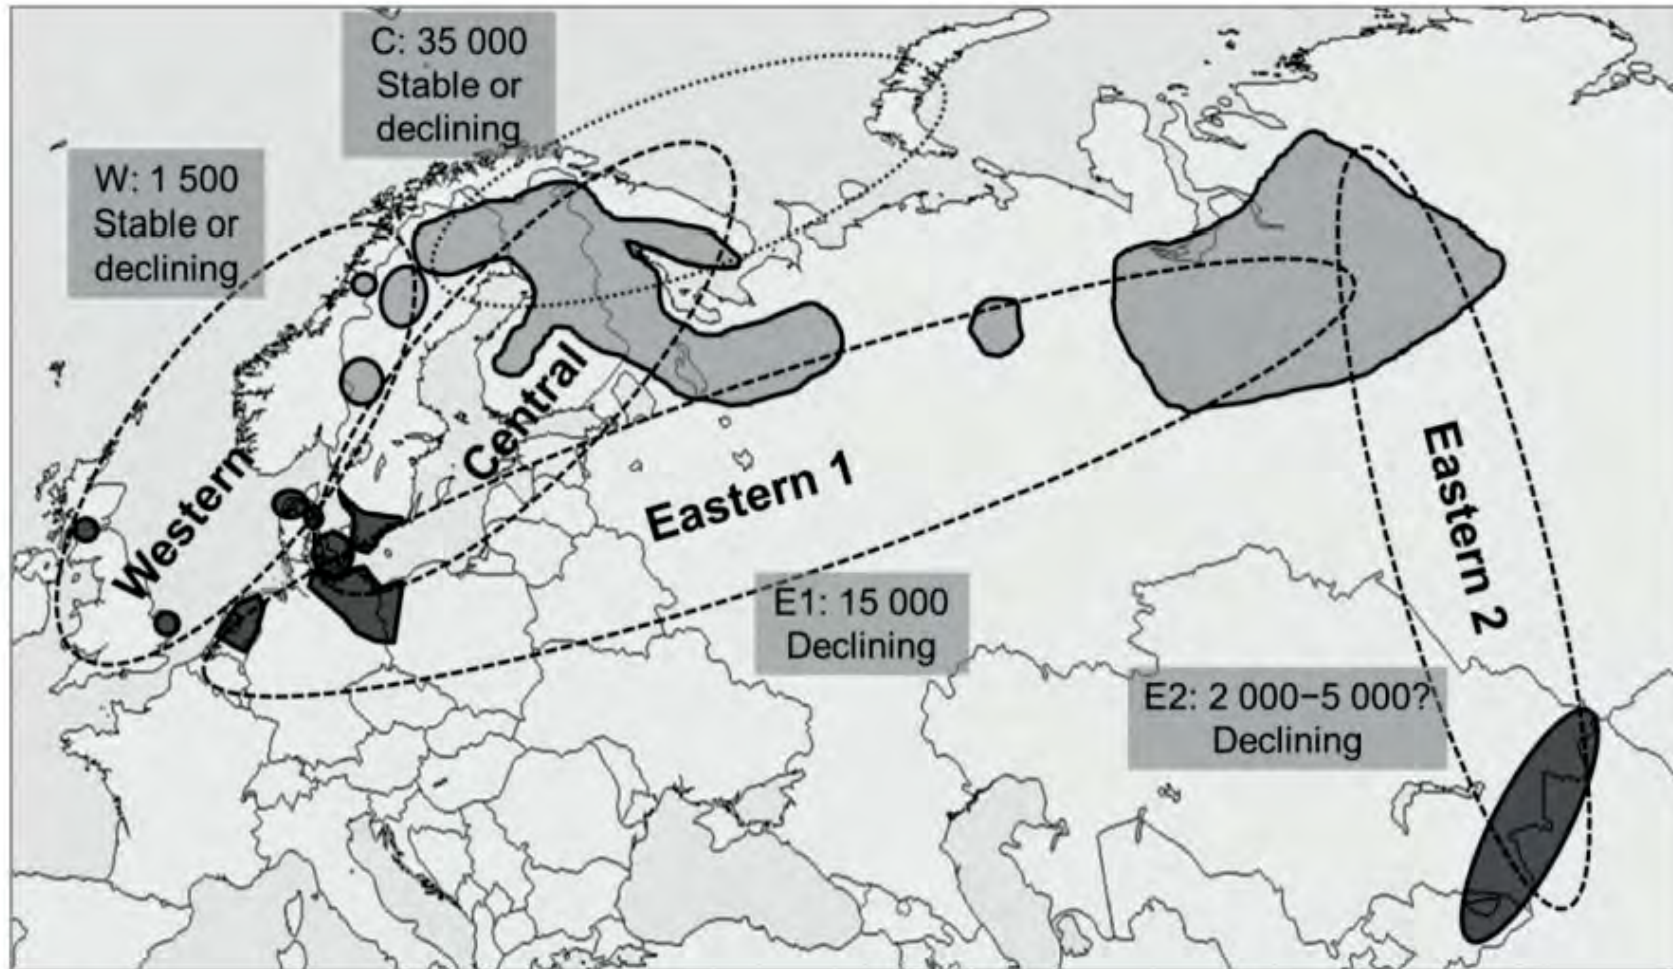 C: 35 000
Stable or
declining
W: 1 500
Stable or
declining
Western
Central
Eastern 1
Eastern 2
E1: 15 000
Declining
E2: 2 000–5 000?
Declining